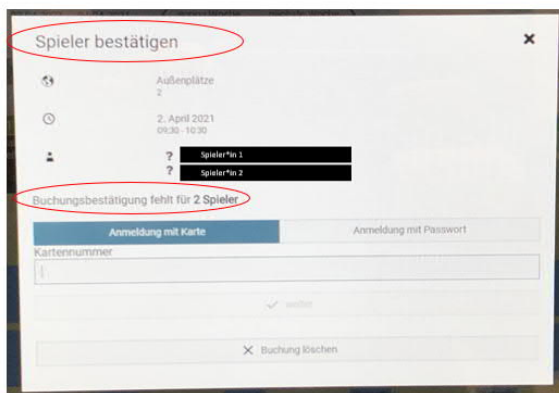 Spieler bestätigen
Außenplätze
2
2. April 2021
09:30 - 10:30
? Spieler*in 1
? Spieler*in 2
Buchungsbestätigung fehlt für 2 Spieler
Anmeldung mit Karte
Anmeldung mit Passwort
Kartennummer
weiter
Buchung löschen